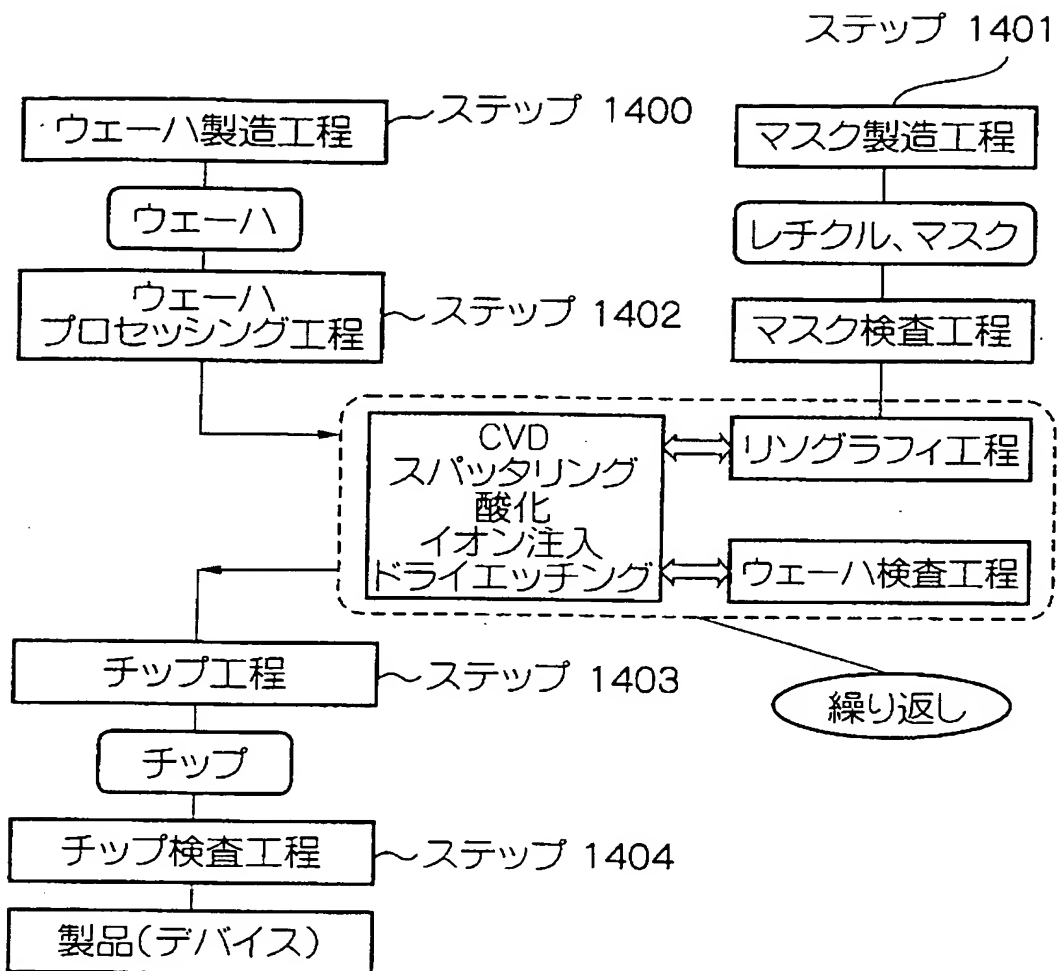 ステップ 1401
ウェーハ製造工程
ステップ 1400
マスク製造工程
ウェーハ
レチクル、マスク
ウェーハ
プロセッシング工程
ステップ 1402
マスク検査工程
CVD
スパッタリング
酸化
イオン注入
ドライエッチング
リソグラフィ工程
ウェーハ検査工程
チップ工程
ステップ 1403
繰り返し
チップ
チップ検査工程
ステップ 1404
製品(デバイス)